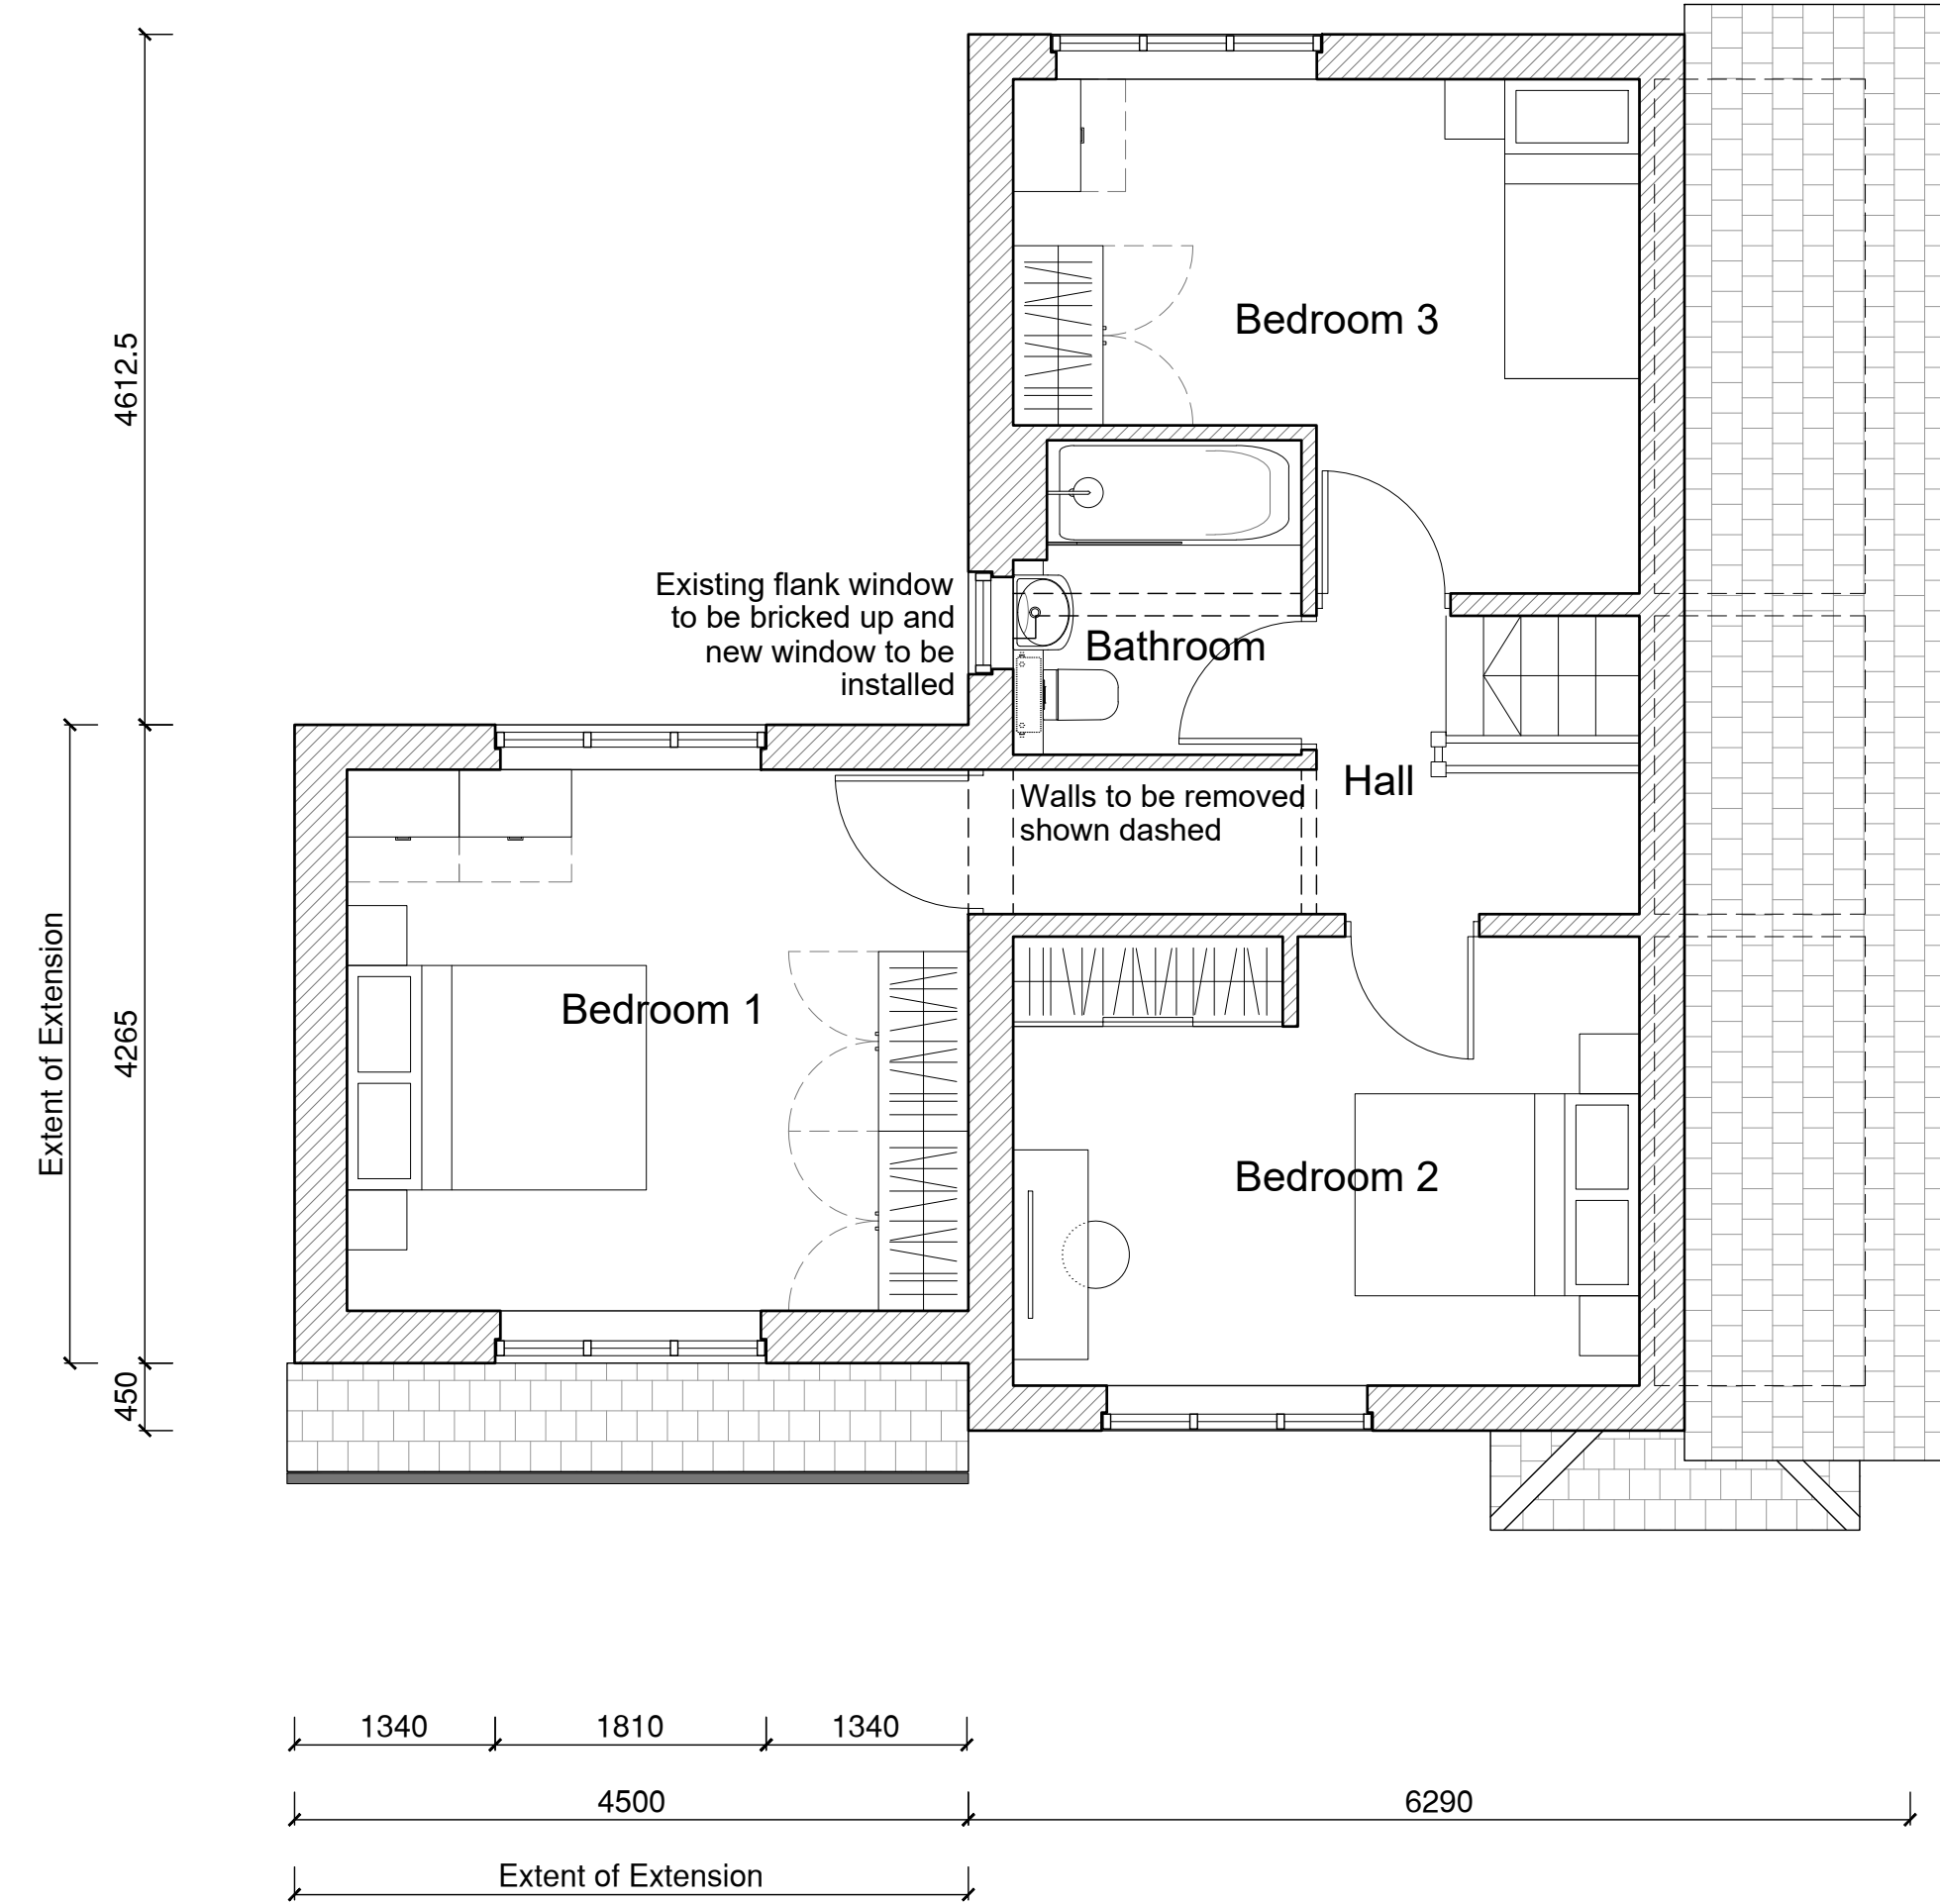 4612.5
Bedroom 3
Existing flank window
to be bricked up and
new window to be
installed
Bathroom
Hall
Walls to be removed
shown dashed
Extent of Extension
4265
Bedroom 1
Bedroom 2
450
1340 1810 1340
4500 6290
Extent of Extension